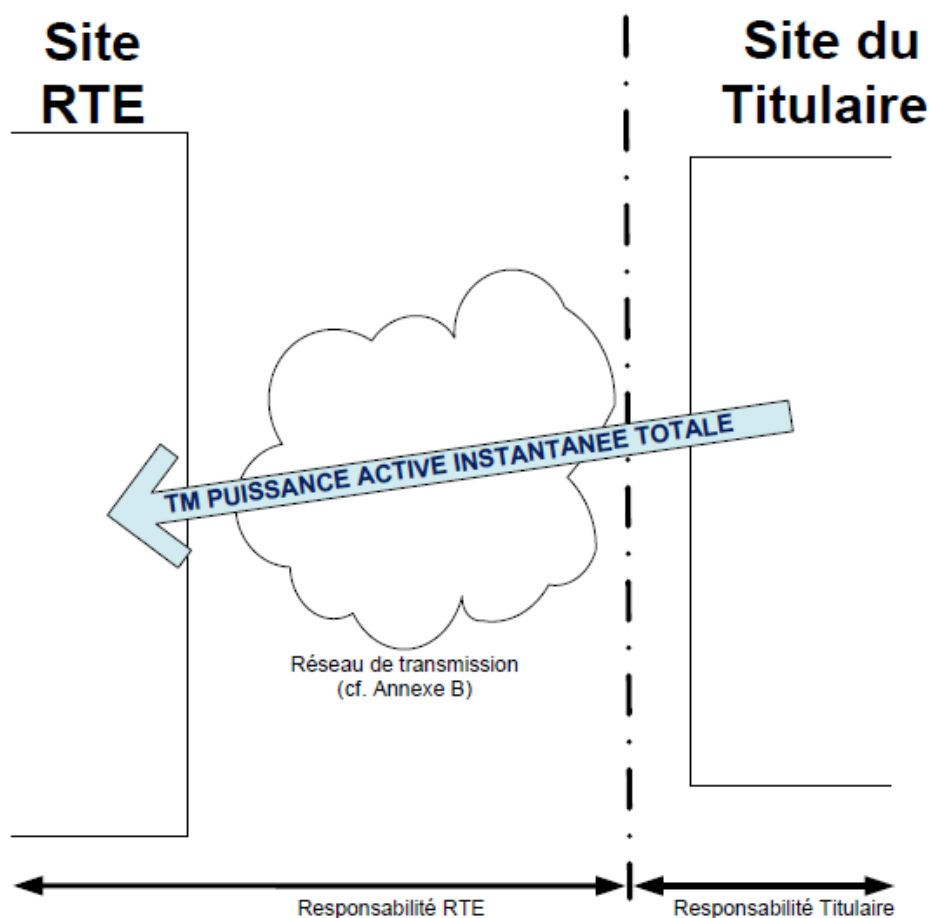 Site
RTE
Site du
Titulaire
TM PUISSANCE ACTIVE INSTANTANEE TOTALE
Réseau de transmission
(cf. Annexe B)
Responsabilité RTE
Responsabilité Titulaire